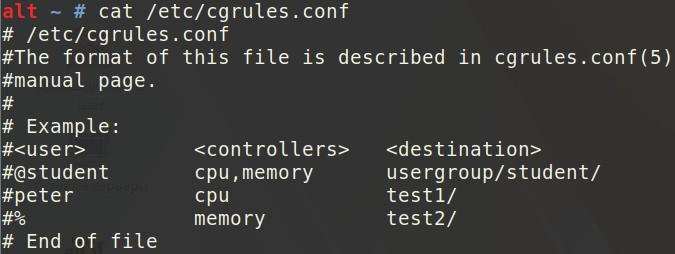 alt ~ # cat /etc/cgrules.conf
# /etc/cgrules.conf
#The format of this file is described in cgrules.conf(5)
#manual page.
#
# Example:
#<user> <controllers> <destination>
#@student cpu,memory usergroup/student/
#peter cpu test1/
#% memory test2/
# End of file